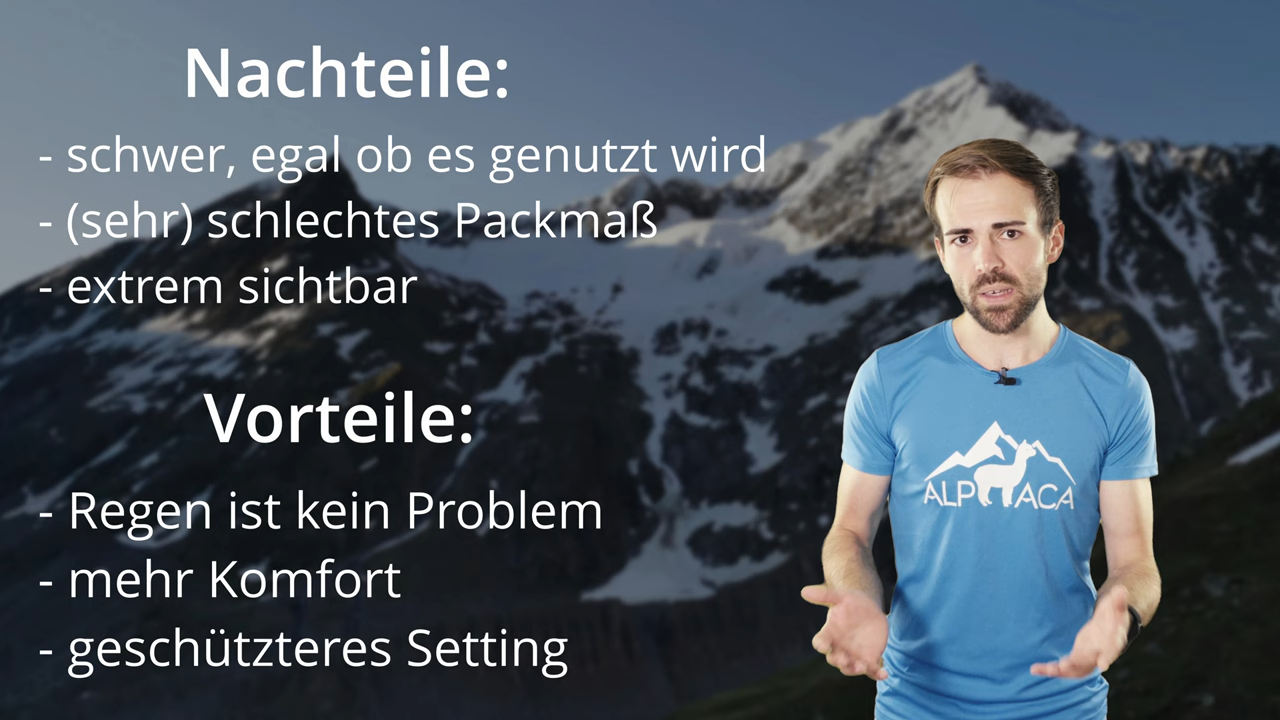 Nachteile:
- schwer, egal ob es genutzt wird
- (sehr) schlechtes Packmaß
- extrem sichtbar
Vorteile:
- Regen ist kein Problem
- mehr Komfort
- geschützteres Setting
ALPACA